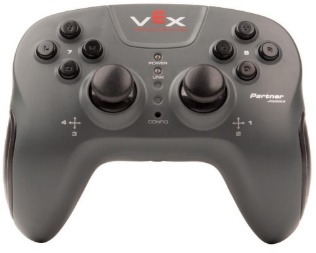 VEX
7
8
POWER
LINK
Partner
4
1
3
2
CONFIG